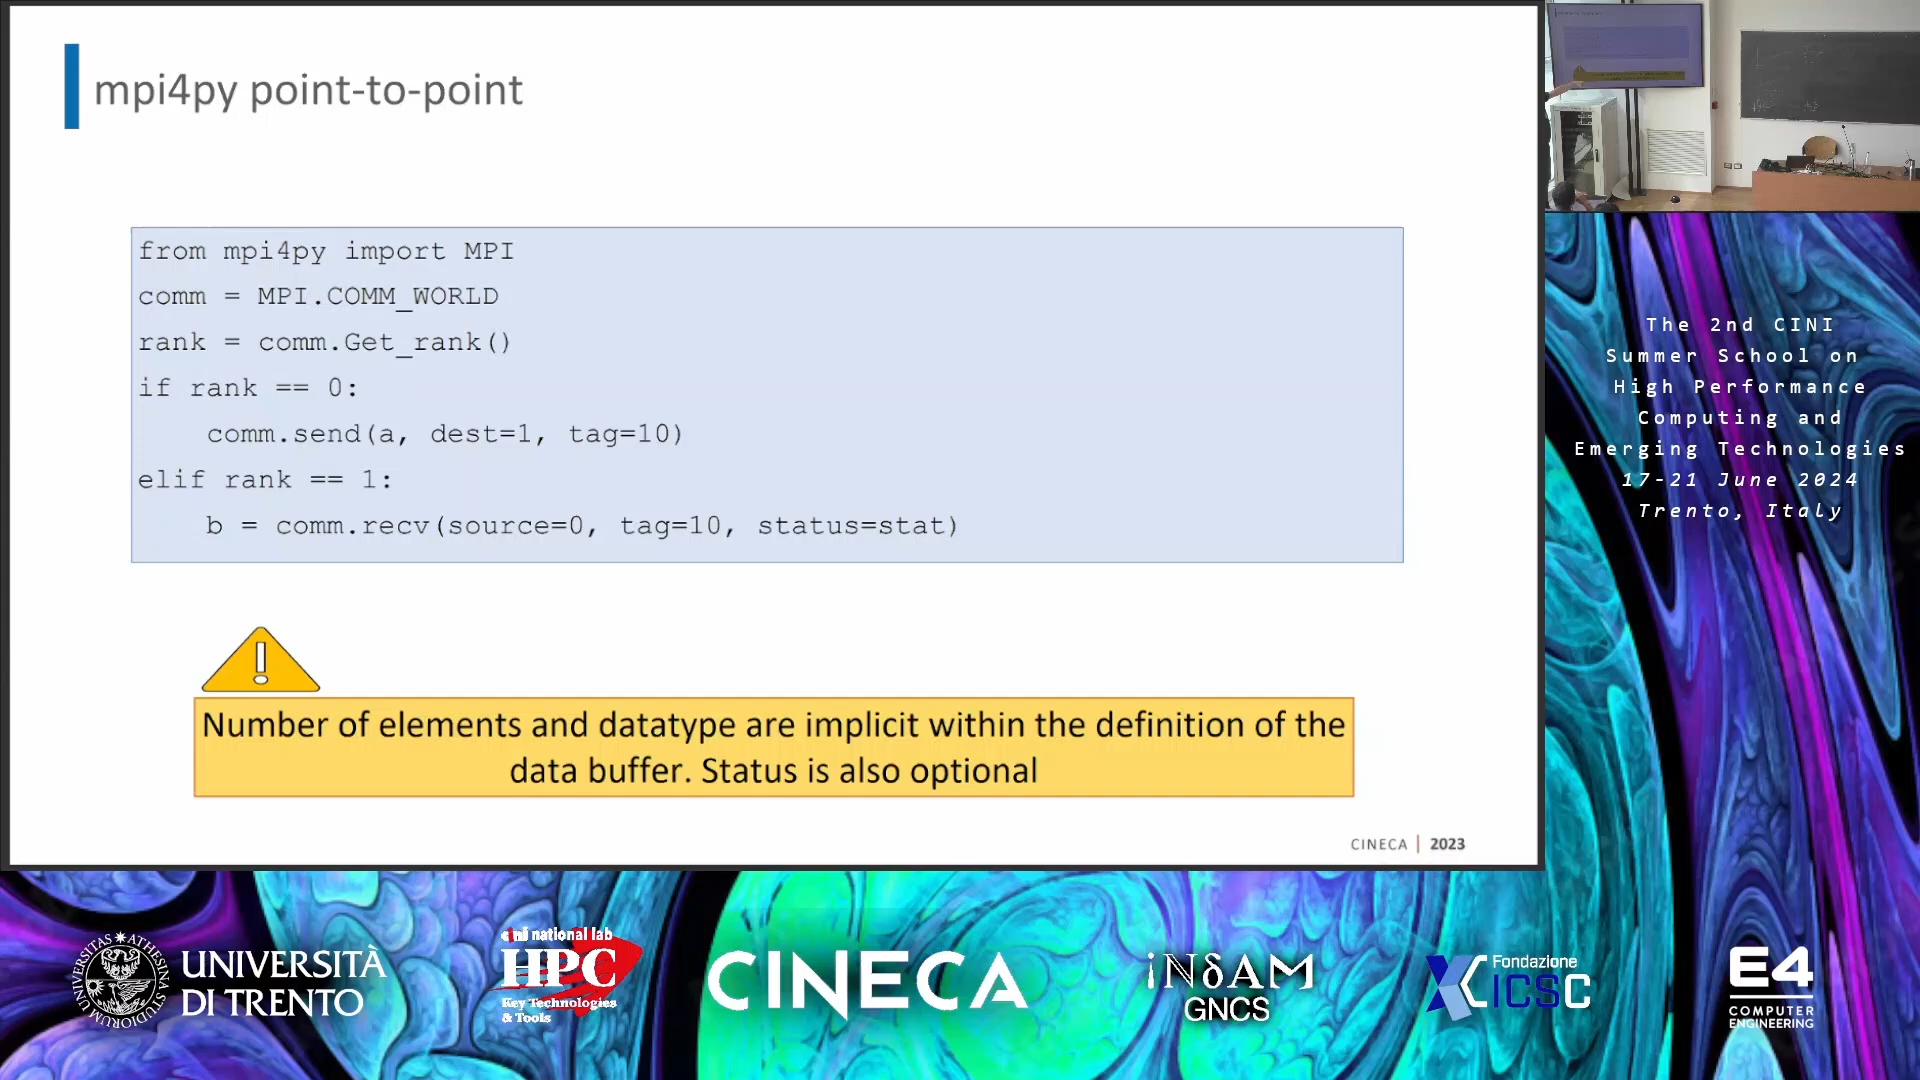 mpi4py point-to-point
from mpi4py import MPI
comm = MPI.COMM_WORLD
rank = comm.Get_rank()
if rank == 0:
    comm.send(a, dest=1, tag=10)
elif rank == 1:
    b = comm.recv(source=0, tag=10, status=stat)
Number of elements and datatype are implicit within the definition of the
data buffer. Status is also optional
CINECA | 2023
The 2nd CINI
Summer School on
High Performance
Computing and
Emerging Technologies
17-21 June 2024
Trento, Italy
UNIVERSITÀ
DI TRENTO
cini national lab
HPC
Key Technologies
& Tools
CINECA
iNδAM
GNCS
Fondazione
ICSC
E4
COMPUTER
ENGINEERING